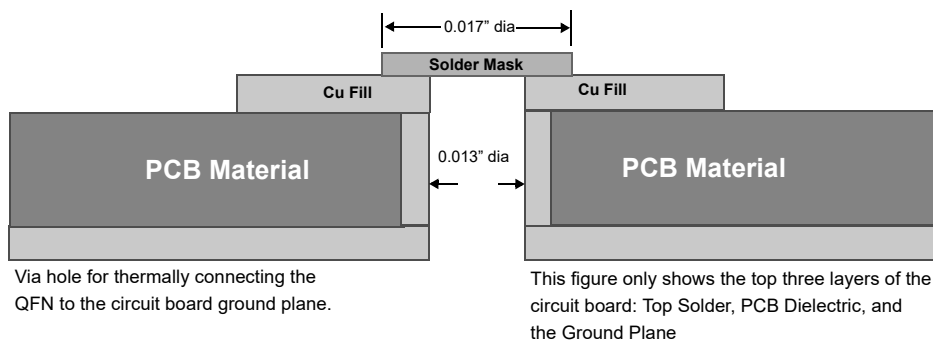 0.017” dia
Solder Mask
Cu Fill
Cu Fill
PCB Material
0.013” dia
PCB Material
Via hole for thermally connecting the
QFN to the circuit board ground plane.
This figure only shows the top three layers of the
circuit board: Top Solder, PCB Dielectric, and
the Ground Plane